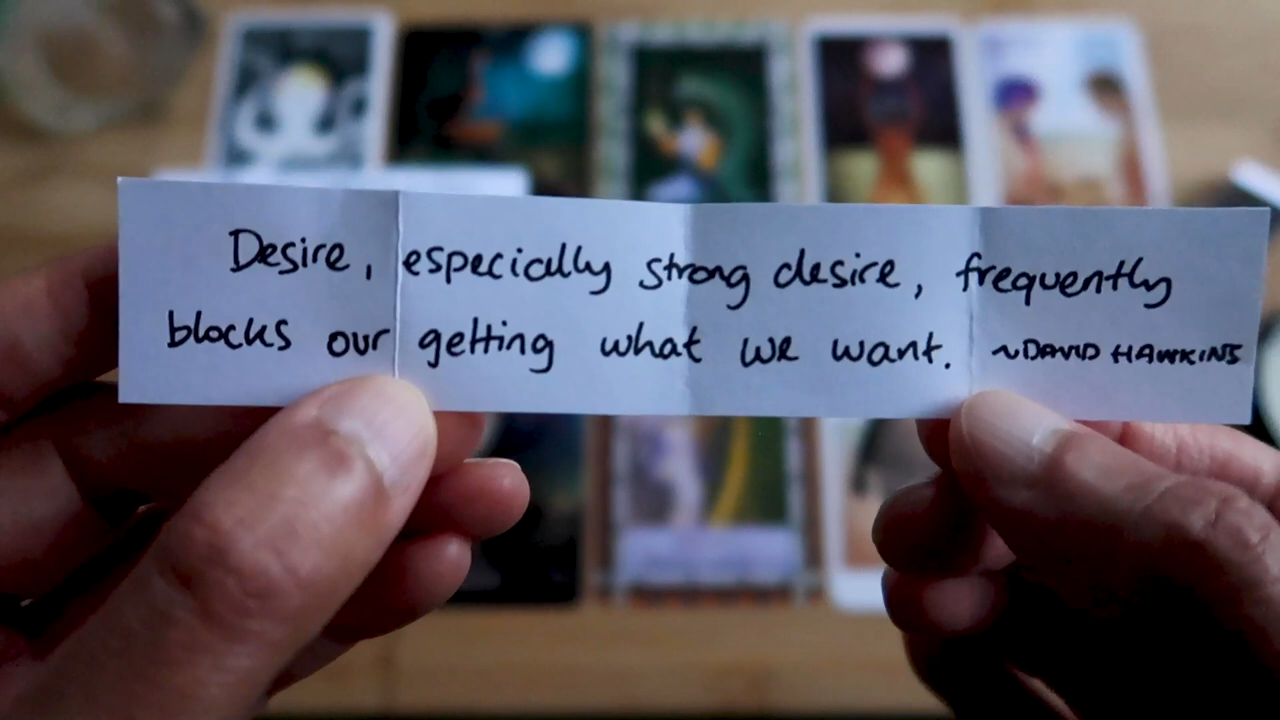 Desire, especially strong desire, frequently
blocks our getting what we want. ~DAVID HAWKINS